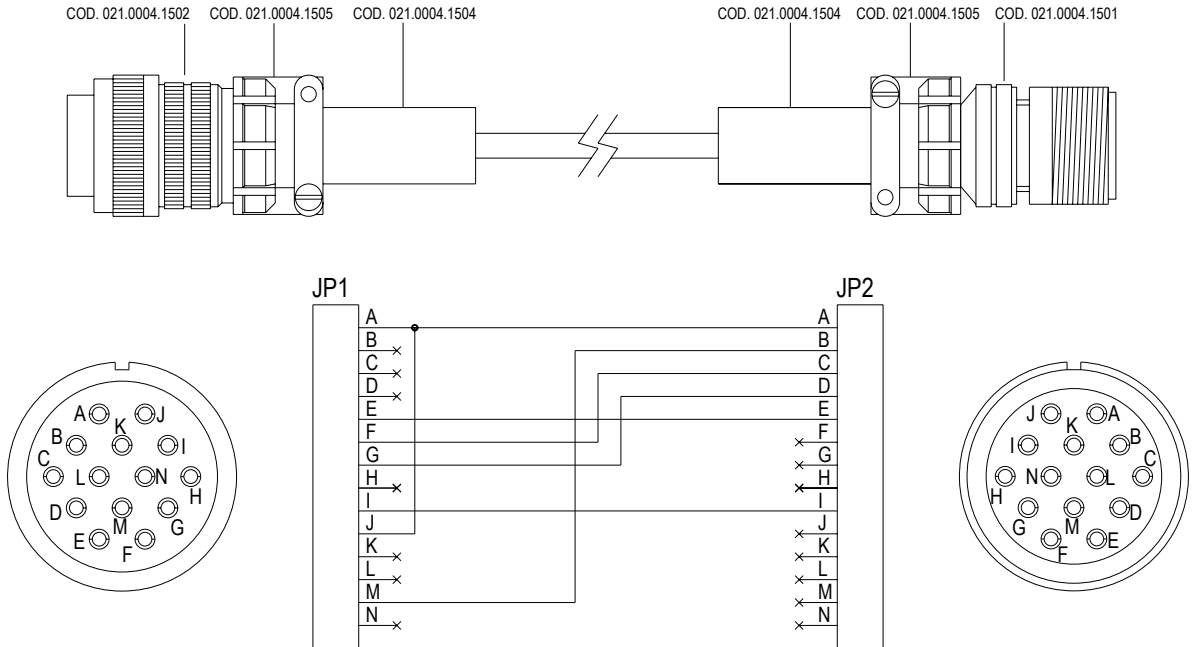 COD. 021.0004.1502 COD. 021.0004.1505 COD. 021.0004.1504 COD. 021.0004.1504 COD. 021.0004.1505 COD. 021.0004.1501
JP1 JP2
A A
B B
C C
D D
E E
F F
G G
H H
I I
J J
K K
L L
M M
N N
A J
K
B I
C L N H
D M G
E F
J A
K
I B
H N L C
G M D
F E